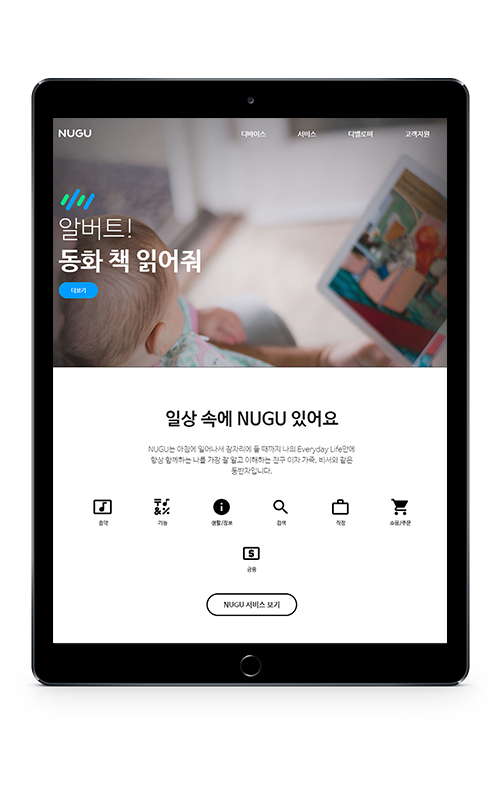 NUGU
디바이스 서비스 디벨로퍼 고객지원
알버트!
동화 책 읽어줘
더보기
일상 속에 NUGU 있어요
NUGU는 아침에 일어나서 잠자리에 들 때까지 나의 Everyday Life안에
항상 함께하는 나를 가장 잘 알고 이해하는 친구 이자 가족, 비서와 같은
동반자입니다.
음악 기능 생활/정보 검색 직장 쇼핑/주문
금융
NUGU 서비스 보기